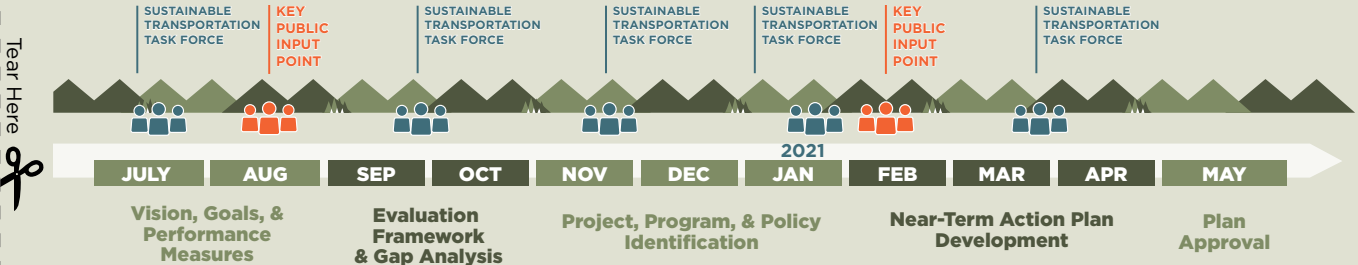 SUSTAINABLE
TRANSPORTATION
TASK FORCE
KEY
PUBLIC
INPUT
POINT
SUSTAINABLE
TRANSPORTATION
TASK FORCE
SUSTAINABLE
TRANSPORTATION
TASK FORCE
SUSTAINABLE
TRANSPORTATION
TASK FORCE
KEY
PUBLIC
INPUT
POINT
SUSTAINABLE
TRANSPORTATION
TASK FORCE
Tear Here
2021
JULY AUG SEP OCT NOV DEC JAN FEB MAR APR MAY
Vision, Goals, &
Performance
Measures
Evaluation
Framework
& Gap Analysis
Project, Program, & Policy
Identification
Near-Term Action Plan
Development
Plan
Approval